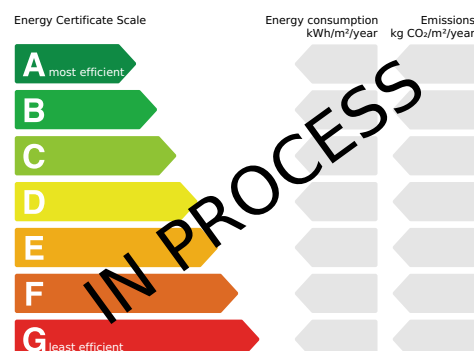 Energy Certificate Scale
Energy consumption
kWh/m²/year
Emissions
kg CO₂/m²/year
A most efficient
B
C
D
E
F
G least efficient
IN PROCESS